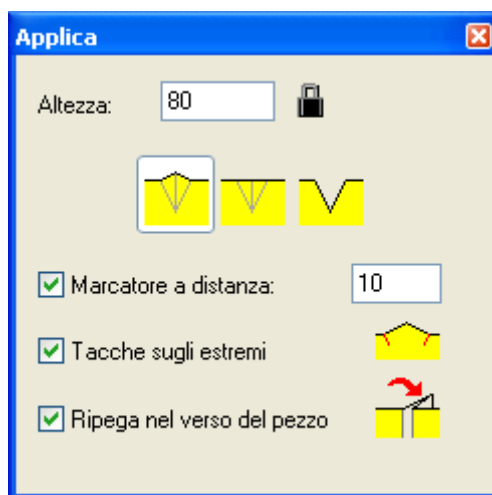 Applica
Altezza: 80
Marcatore a distanza: 10
Tacche sugli estremi
Ripega nel verso del pezzo